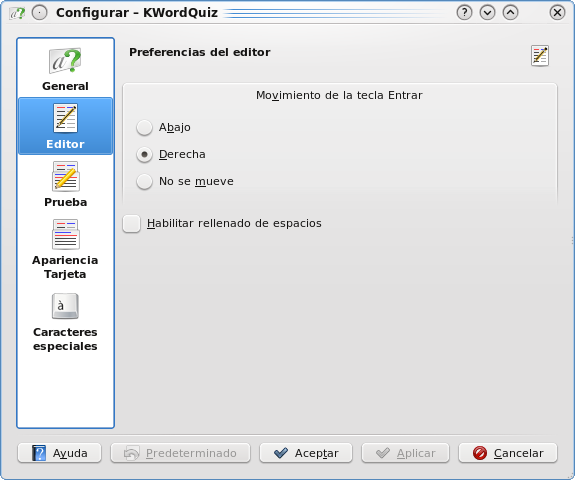 Configurar – KWordQuiz
General
Editor
Prueba
Apariencia
Tarjeta
à
Caracteres
especiales
Preferencias del editor
Movimiento de la tecla Entrar
Abajo
Derecha
No se mueve
Habilitar rellenado de espacios
Ayuda
Predeterminado
Aceptar
Aplicar
Cancelar